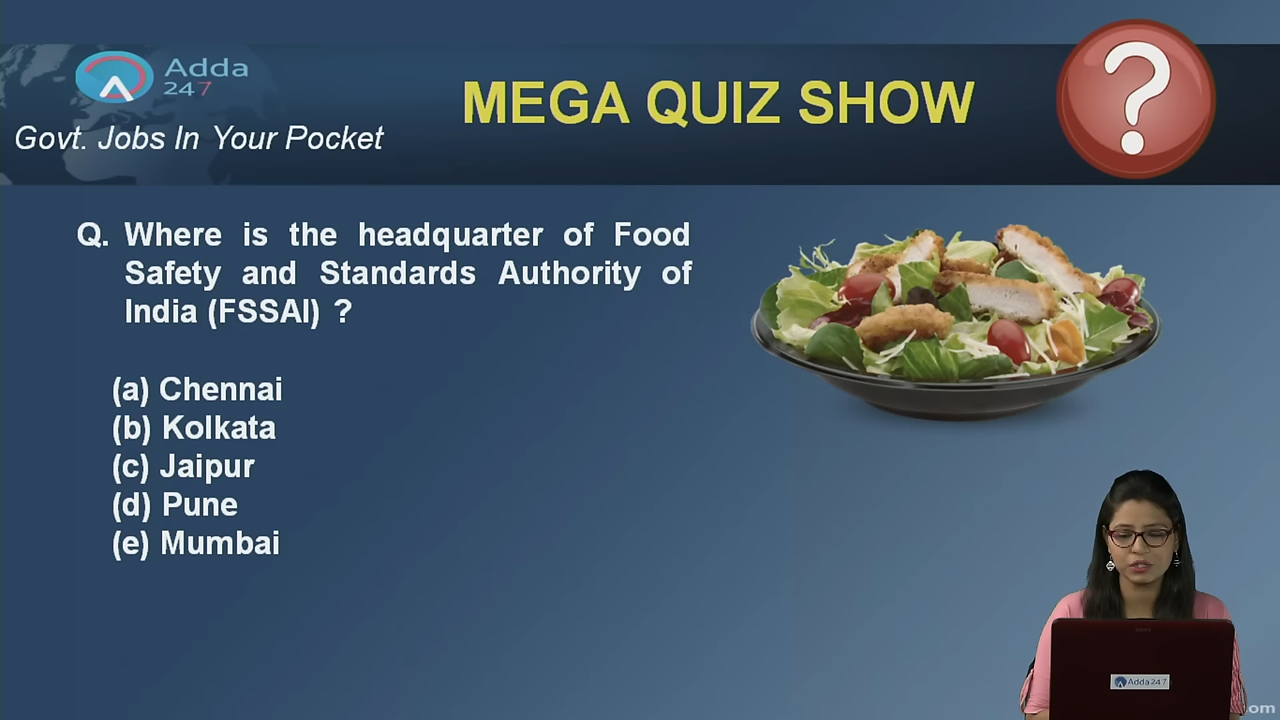 Adda
247
Govt. Jobs In Your Pocket
MEGA QUIZ SHOW
?
Q. Where is the headquarter of Food
Safety and Standards Authority of
India (FSSAI) ?
(a) Chennai
(b) Kolkata
(c) Jaipur
(d) Pune
(e) Mumbai
Adda247
om